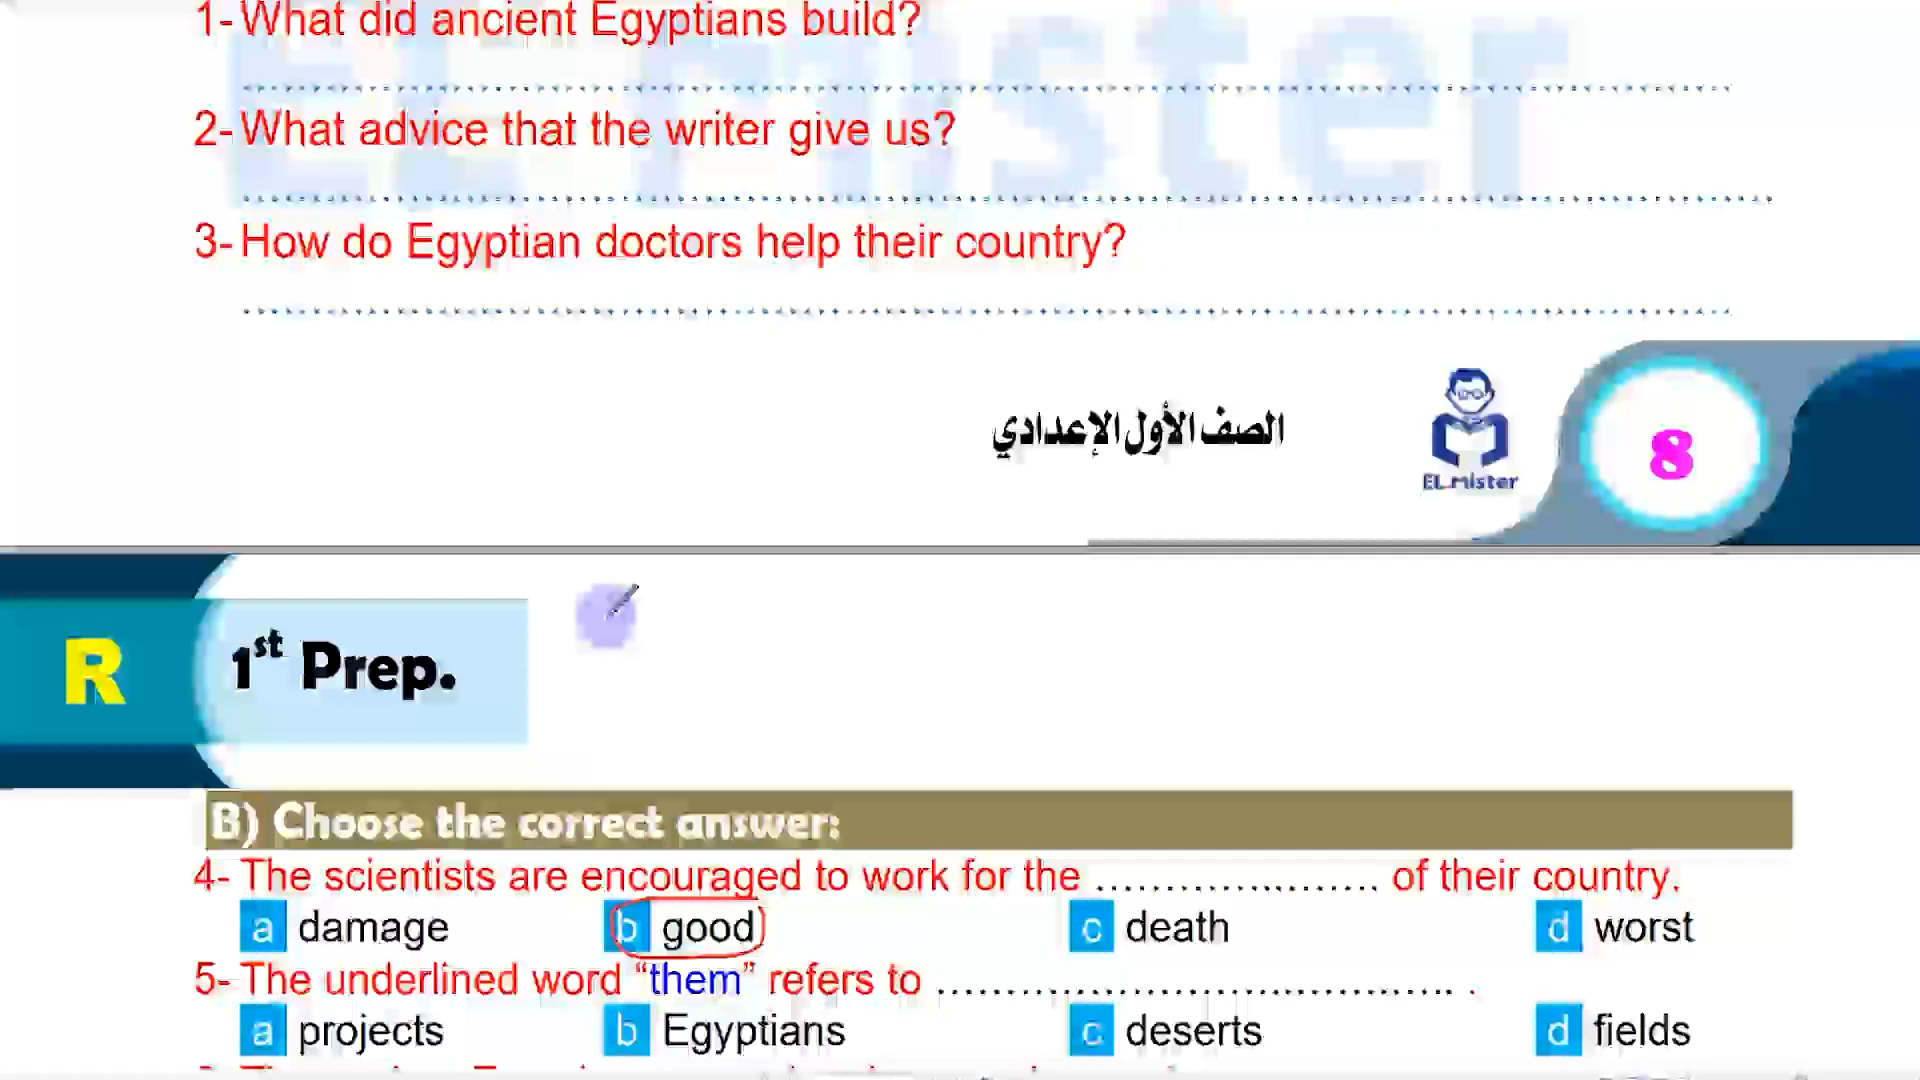 EL mister
1- What did ancient Egyptians build?
2- What advice that the writer give us?
3- How do Egyptian doctors help their country?
الصف الأول الإعدادي
EL.mister
8
R
1st Prep.
B) Choose the correct answer:
4- The scientists are encouraged to work for the ........................ of their country.
a damage b good c death d worst
5- The underlined word “them” refers to ........................................ .
a projects b Egyptians c deserts d fields